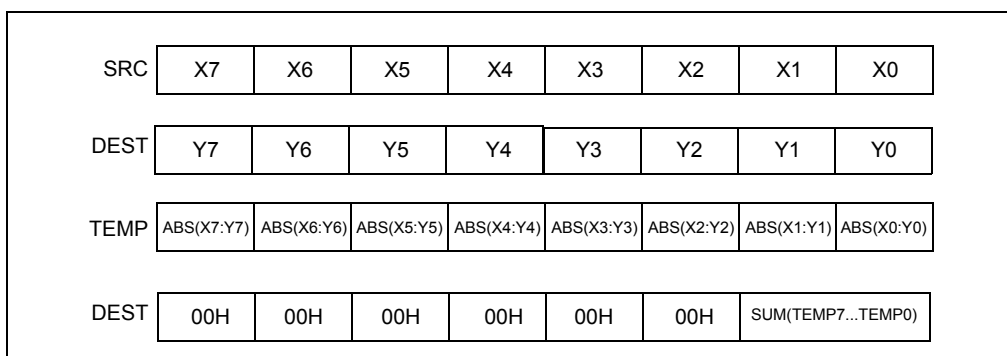 SRC X7 X6 X5 X4 X3 X2 X1 X0
DEST Y7 Y6 Y5 Y4 Y3 Y2 Y1 Y0
TEMP ABS(X7:Y7) ABS(X6:Y6) ABS(X5:Y5) ABS(X4:Y4) ABS(X3:Y3) ABS(X2:Y2) ABS(X1:Y1) ABS(X0:Y0)
DEST 00H 00H 00H 00H 00H 00H SUM(TEMP7...TEMP0)